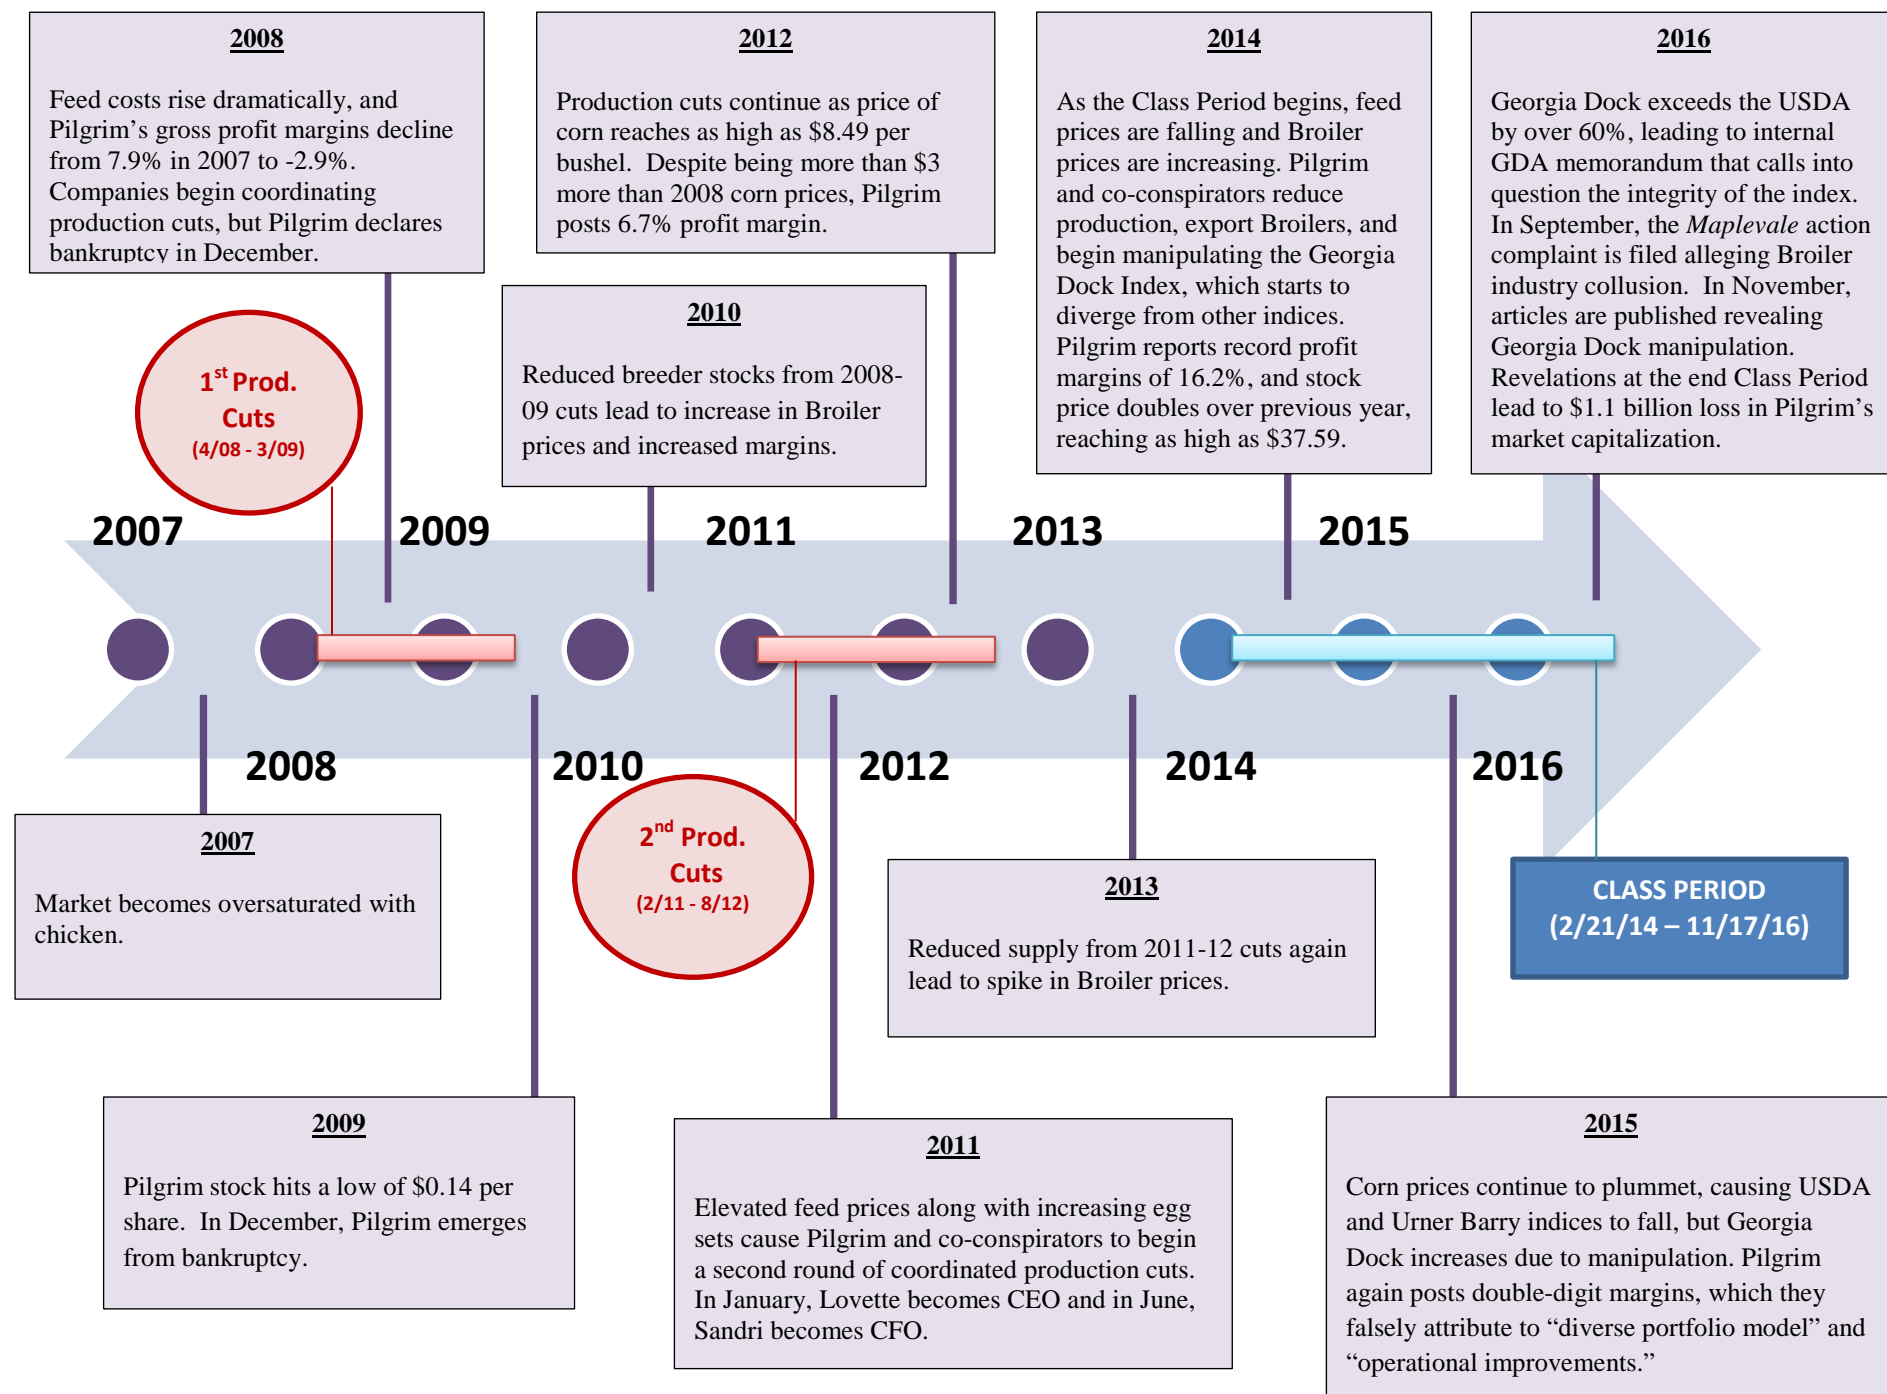 2008
Feed costs rise dramatically, and
Pilgrim's gross profit margins decline
from 7.9% in 2007 to -2.9%.
Companies begin coordinating
production cuts, but Pilgrim declares
bankruptcy in December.
2012
Production cuts continue as price of
corn reaches as high as $8.49 per
bushel.  Despite being more than $3
more than 2008 corn prices, Pilgrim
posts 6.7% profit margin.
2014
As the Class Period begins, feed
prices are falling and Broiler
prices are increasing. Pilgrim
and co-conspirators reduce
production, export Broilers, and
begin manipulating the Georgia
Dock Index, which starts to
diverge from other indices.
Pilgrim reports record profit
margins of 16.2%, and stock
price doubles over previous year,
reaching as high as $37.59.
2016
Georgia Dock exceeds the USDA
by over 60%, leading to internal
GDA memorandum that calls into
question the integrity of the index.
In September, the Maplevale action
complaint is filed alleging Broiler
industry collusion.  In November,
articles are published revealing
Georgia Dock manipulation.
Revelations at the end Class Period
lead to $1.1 billion loss in Pilgrim's
market capitalization.
2010
Reduced breeder stocks from 2008-
09 cuts lead to increase in Broiler
prices and increased margins.
1st Prod.
Cuts
(4/08 - 3/09)
2007
2009
2011
2013
2015
2008
2010
2012
2014
2016
2nd Prod.
Cuts
(2/11 - 8/12)
CLASS PERIOD
(2/21/14 – 11/17/16)
2007
Market becomes oversaturated with
chicken.
2013
Reduced supply from 2011-12 cuts again
lead to spike in Broiler prices.
2009
Pilgrim stock hits a low of $0.14 per
share.  In December, Pilgrim emerges
from bankruptcy.
2011
Elevated feed prices along with increasing egg
sets cause Pilgrim and co-conspirators to begin
a second round of coordinated production cuts.
In January, Lovette becomes CEO and in June,
Sandri becomes CFO.
2015
Corn prices continue to plummet, causing USDA
and Urner Barry indices to fall, but Georgia
Dock increases due to manipulation. Pilgrim
again posts double-digit margins, which they
falsely attribute to “diverse portfolio model” and
“operational improvements.”